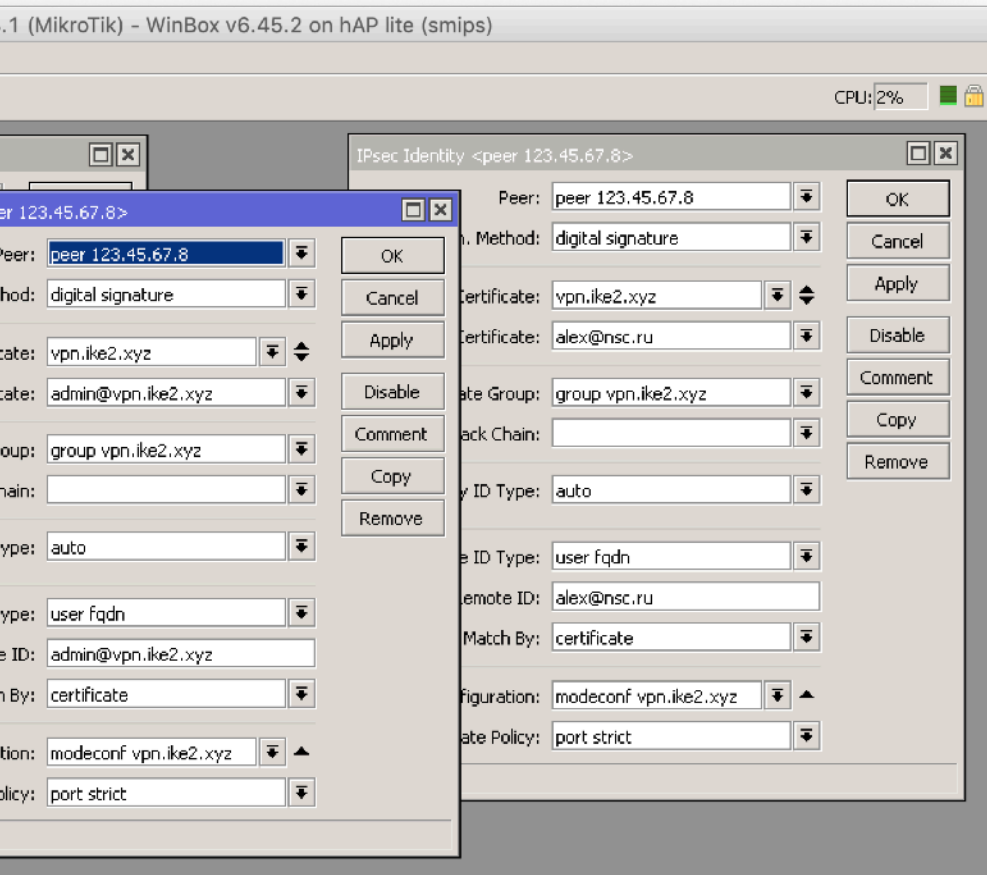 .1 (MikroTik) - WinBox v6.45.2 on hAP lite (smips)
CPU: 2%
er 123.45.67.8>
Peer: peer 123.45.67.8
hod: digital signature
cate: vpn.ike2.xyz
cate: admin@vpn.ike2.xyz
oup: group vpn.ike2.xyz
hain:
ype: auto
ype: user fqdn
e ID: admin@vpn.ike2.xyz
n By: certificate
tion: modeconf vpn.ike2.xyz
olicy: port strict
OK
Cancel
Apply
Disable
Comment
Copy
Remove
IPsec Identity <peer 123.45.67.8>
Peer: peer 123.45.67.8
n. Method: digital signature
Certificate: vpn.ike2.xyz
Certificate: alex@nsc.ru
ate Group: group vpn.ike2.xyz
ack Chain:
y ID Type: auto
e ID Type: user fqdn
Remote ID: alex@nsc.ru
Match By: certificate
figuration: modeconf vpn.ike2.xyz
ate Policy: port strict
OK
Cancel
Apply
Disable
Comment
Copy
Remove